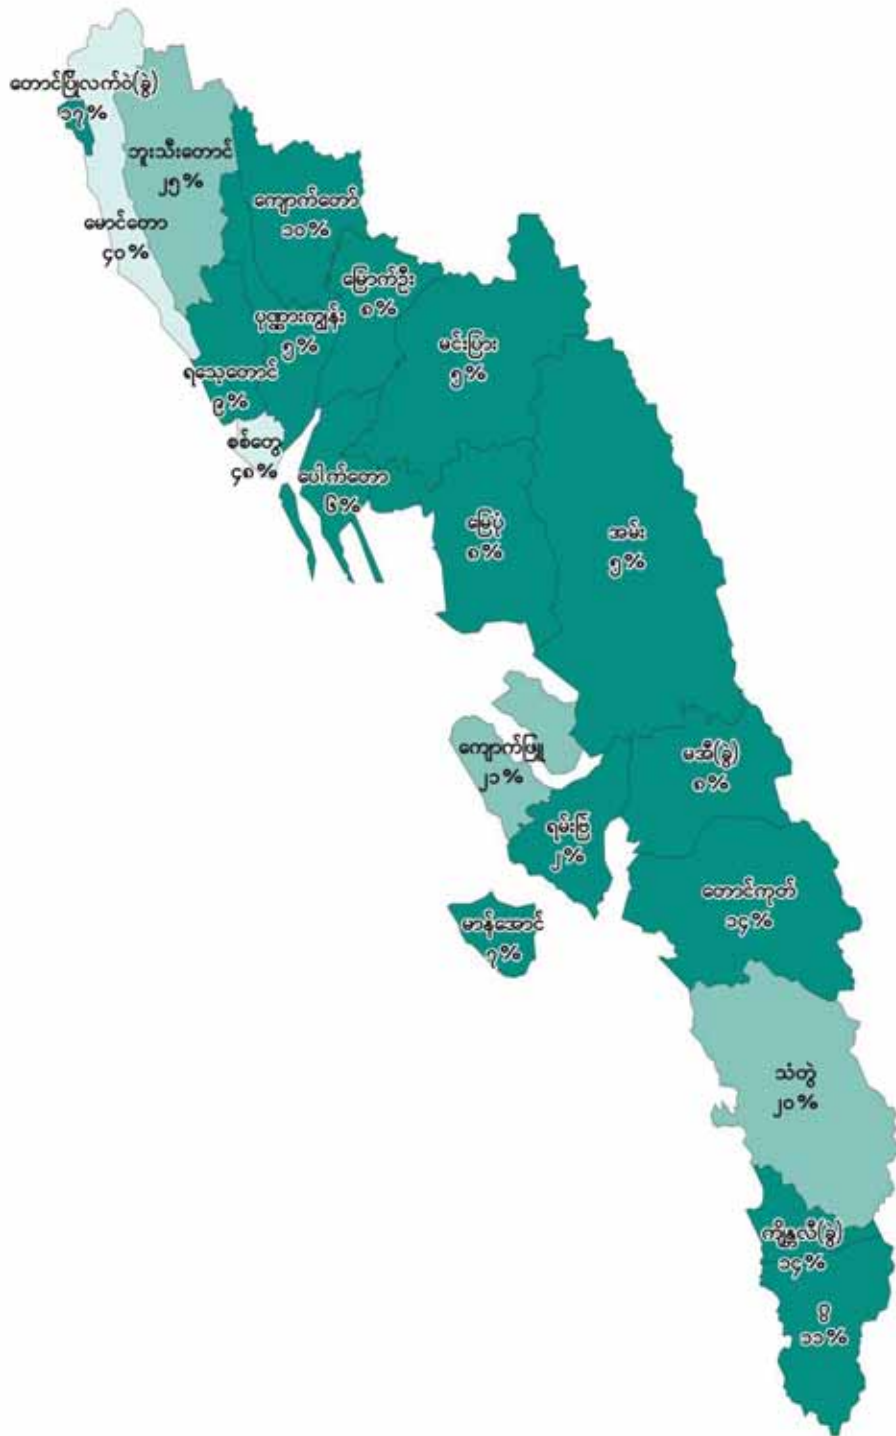 တောင်ပြိုလက်ဝဲ(ခွဲ)
၁၇%
ဘူးသီးတောင်
၂၅%
မောင်တော
၄၀%
ကျောက်တော်
၁၀%
မြောက်ဦး
၈%
ပုဏ္ဏားကျွန်း
၅%
မင်းပြား
၅%
ရသေ့တောင်
၉%
စစ်တွေ
၄၈%
ပေါက်တော
၆%
မြေပုံ
၈%
အမ်း
၅%
ကျောက်ဖြူ
၂၁%
မအီ(ခွဲ)
၈%
ရမ်းဗြဲ
၂%
တောင်ကုတ်
၁၄%
မာန်အောင်
၇%
သံတွဲ
၂၀%
ကျိန္တလီ(ခွဲ)
၁၄%
ဂွ
၁၁%